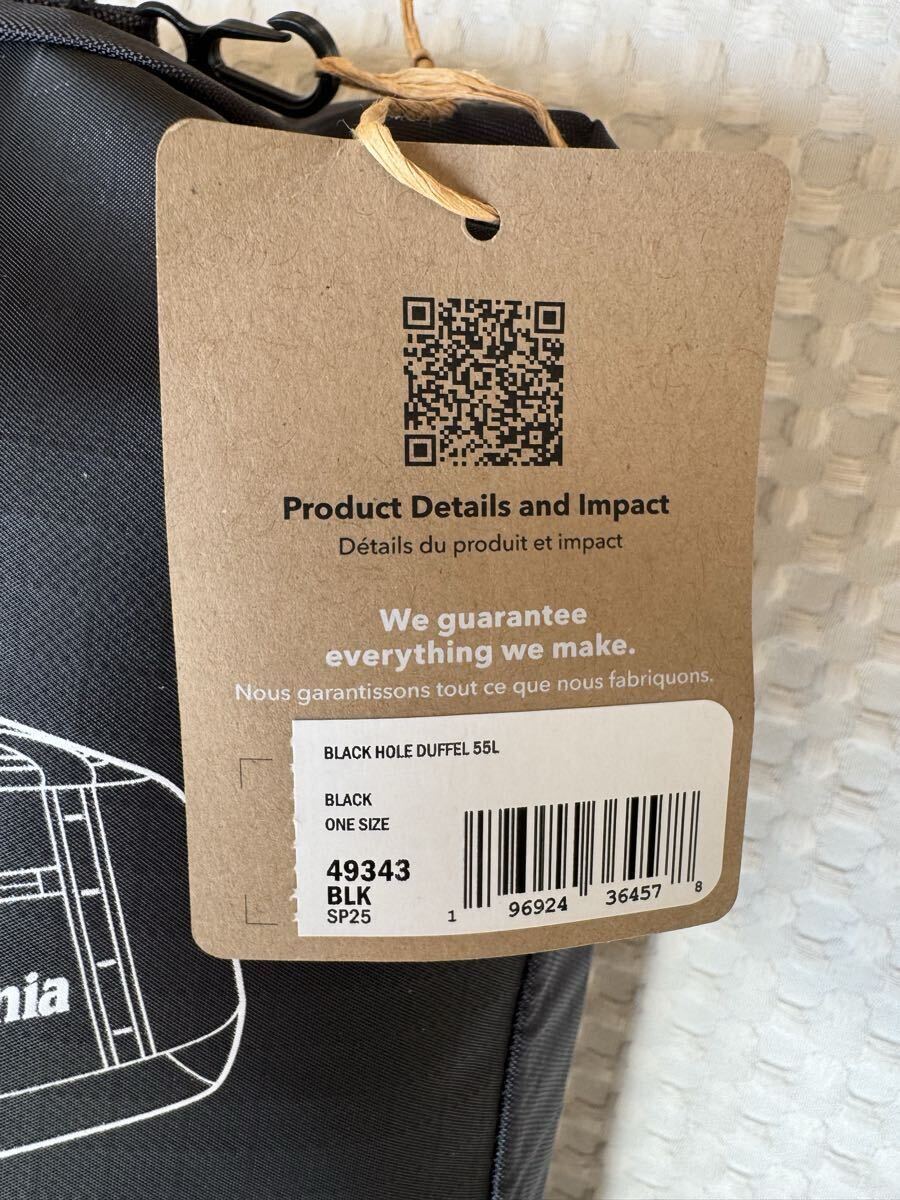 Product Details and Impact
Détails du produit et impact
We guarantee
everything we make.
Nous garantissons tout ce que nous fabriquons.
BLACK HOLE DUFFEL 55L
BLACK
ONE SIZE
49343
BLK
SP25
1 96924 36457 8
nia